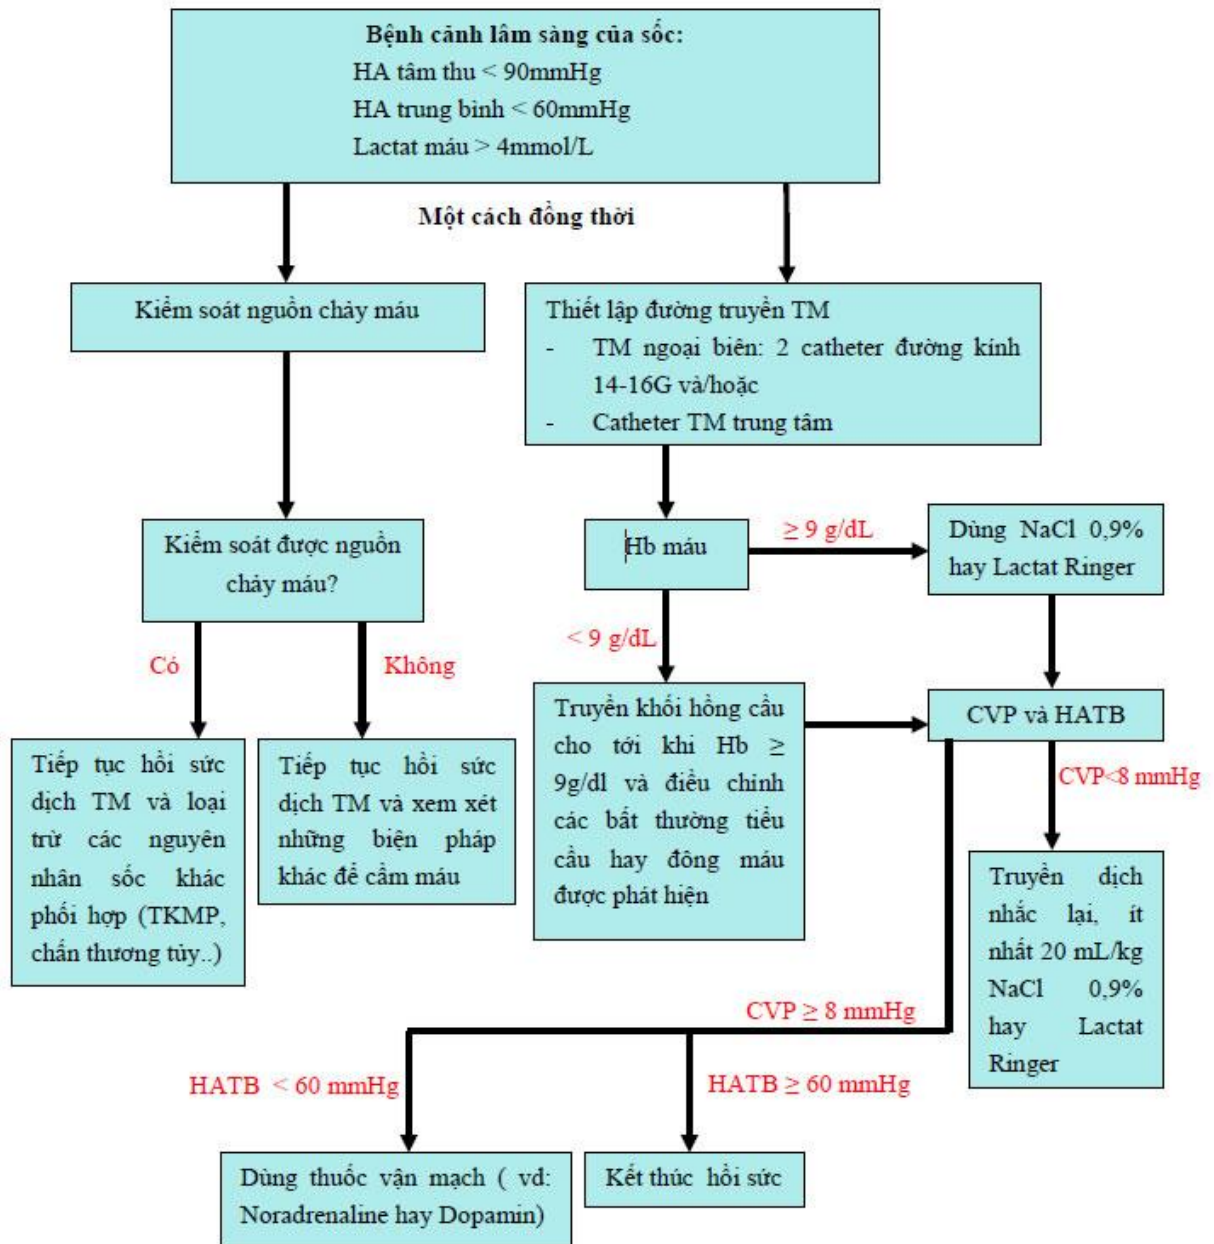 Bệnh cảnh lâm sàng của sốc:
HA tâm thu < 90mmHg
HA trung bình < 60mmHg
Lactat máu > 4mmol/L
Một cách đồng thời
Kiểm soát nguồn chảy máu
Thiết lập đường truyền TM
- TM ngoại biên: 2 catheter đường kính
14-16G và/hoặc
- Catheter TM trung tâm
Kiểm soát được nguồn
chảy máu?
Hb máu
≥ 9 g/dL
Dùng NaCl 0,9%
hay Lactat Ringer
< 9 g/dL
Có
Không
Tiếp tục hồi sức
dịch TM và loại
trừ các nguyên
nhân sốc khác
phối hợp (TKMP,
chấn thương tủy..)
Tiếp tục hồi sức
dịch TM và xem xét
những biện pháp
khác để cầm máu
Truyền khối hồng cầu
cho tới khi Hb ≥
9g/dl và điều chỉnh
các bất thường tiểu
cầu hay đông máu
được phát hiện
CVP và HATB
CVP<8 mmHg
Truyền dịch
nhắc lại, ít
nhất 20 mL/kg
NaCl 0,9%
hay Lactat
Ringer
CVP ≥ 8 mmHg
HATB < 60 mmHg
HATB ≥ 60 mmHg
Dùng thuốc vận mạch ( vd:
Noradrenaline hay Dopamin)
Kết thúc hồi sức